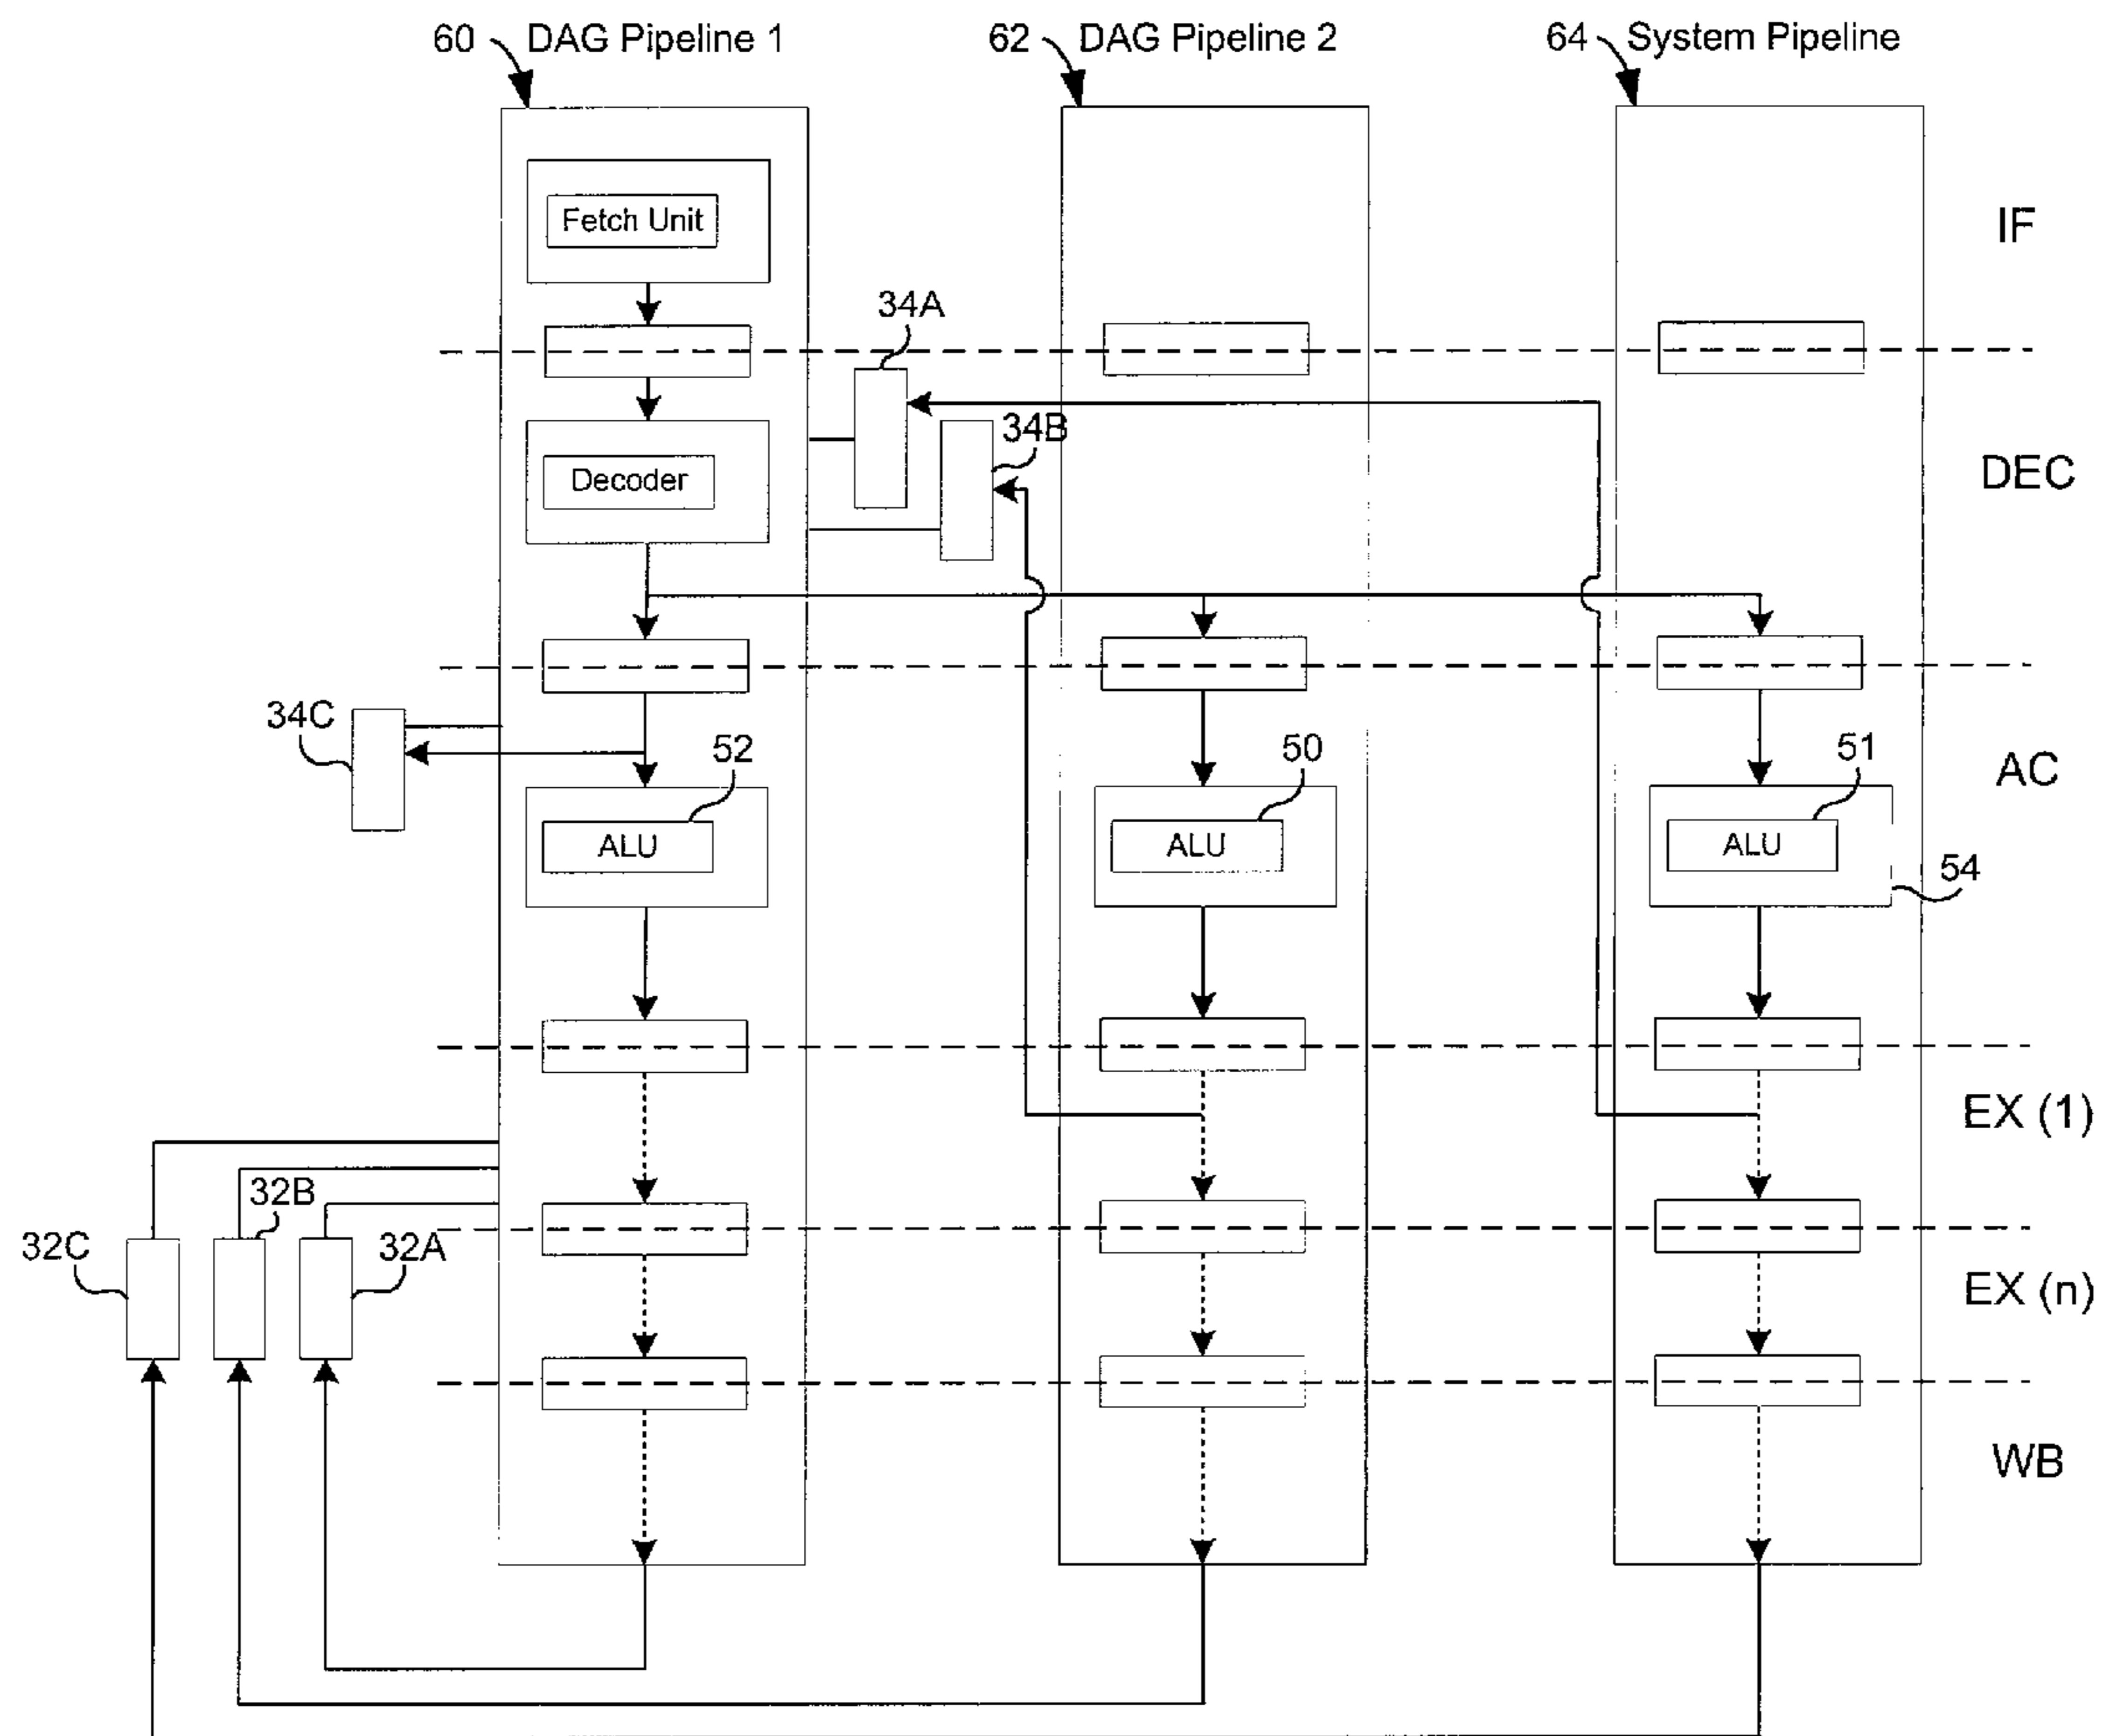 60 DAG Pipeline 1
62 DAG Pipeline 2
64 System Pipeline
Fetch Unit
IF
34A
34B
Decoder
DEC
34C
52
50
51
AC
ALU
ALU
ALU
54
EX (1)
32B
32C
32A
EX (n)
WB